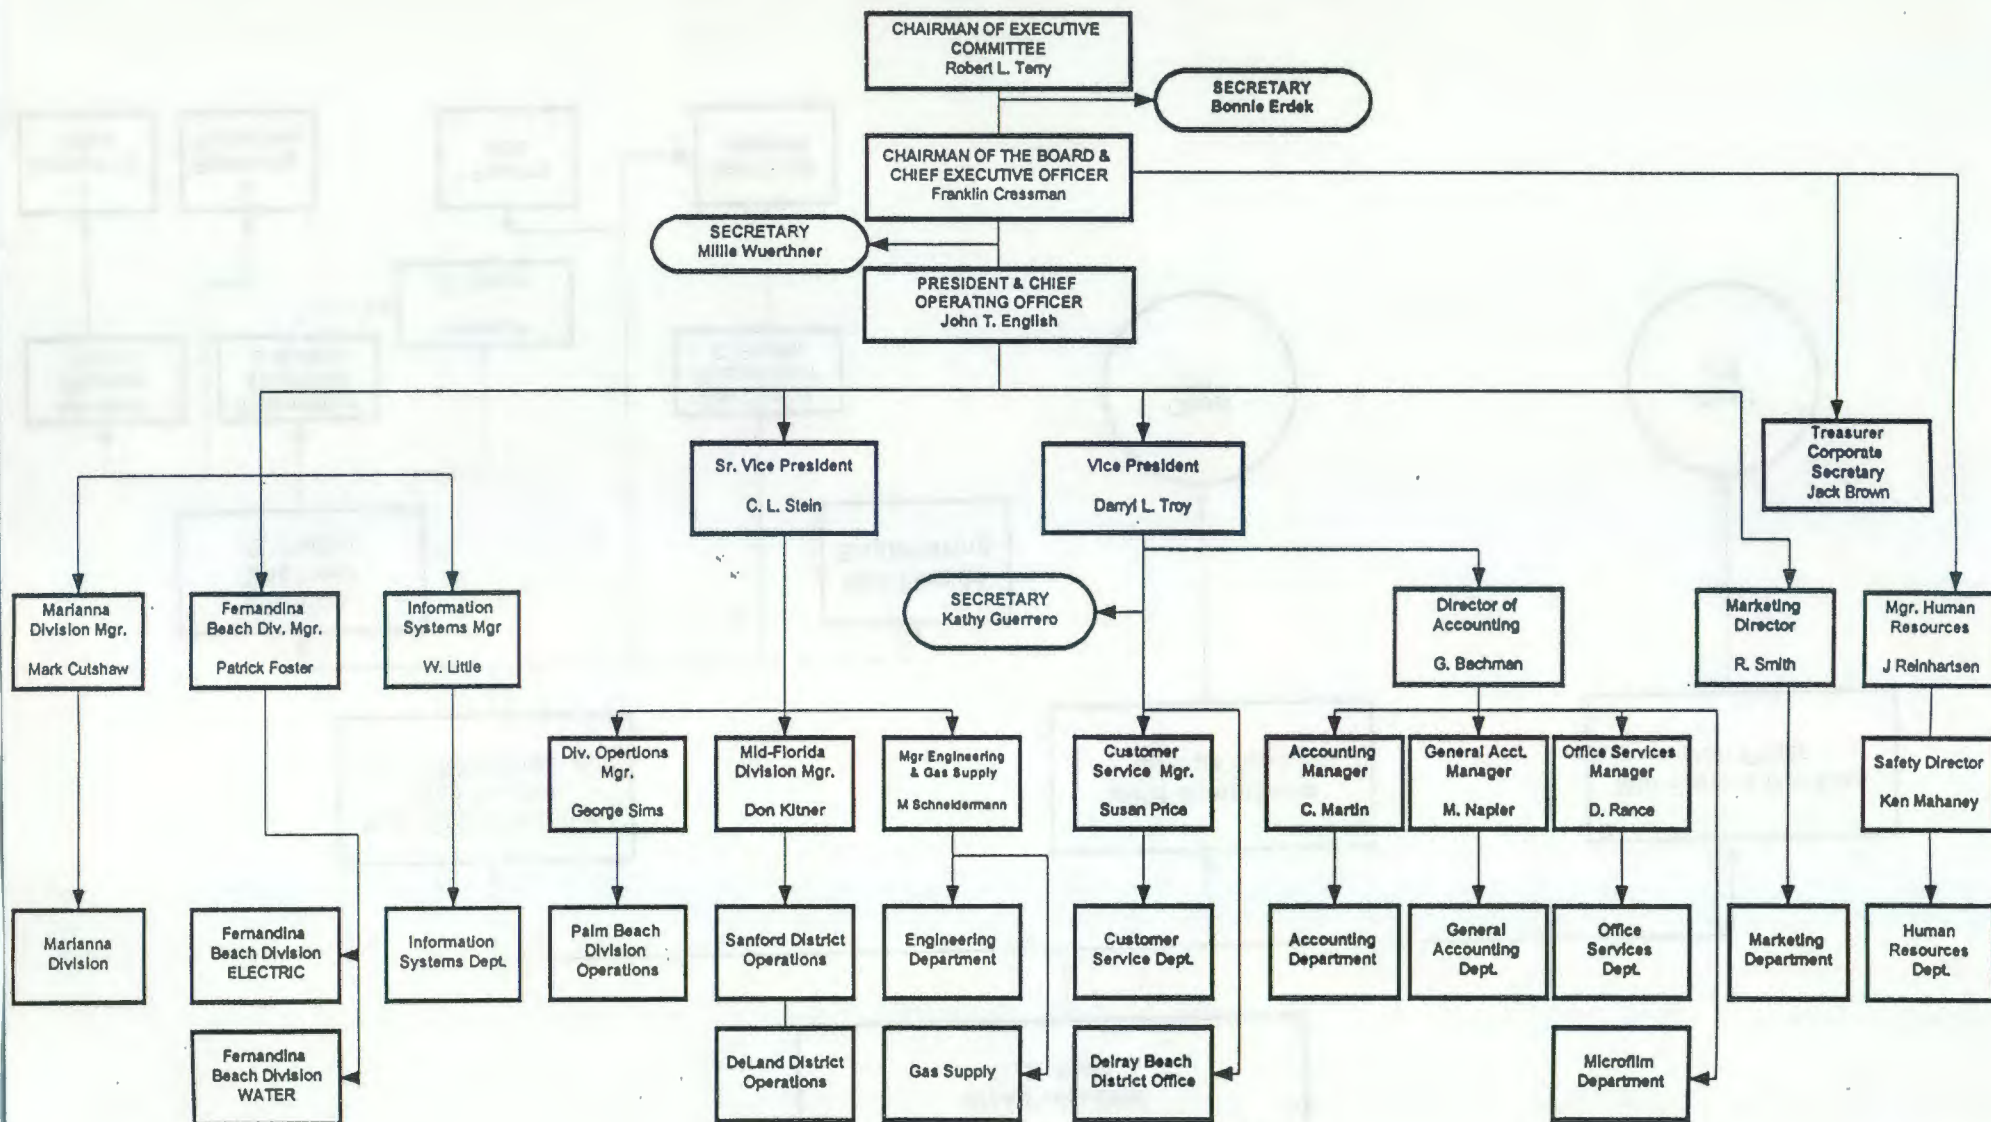 CHAIRMAN OF EXECUTIVE
COMMITTEE
Robert L. Terry
SECRETARY
Bonnie Erdek
CHAIRMAN OF THE BOARD &
CHIEF EXECUTIVE OFFICER
Franklin Cressman
SECRETARY
Millie Wuerthner
PRESIDENT & CHIEF
OPERATING OFFICER
John T. English
Sr. Vice President
C. L. Stein
Vice President
Darryl L. Troy
Treasurer
Corporate
Secretary
Jack Brown
Marianna
Division Mgr.
Mark Cutshaw
Fernandina
Beach Div. Mgr.
Patrick Foster
Information
Systems Mgr
W. Little
SECRETARY
Kathy Guerrero
Director of
Accounting
G. Bachman
Marketing
Director
R. Smith
Mgr. Human
Resources
J Reinhartsen
Div. Opertions
Mgr.
George Sims
Mid-Florida
Division Mgr.
Don Kitner
Mgr Engineering
& Gas Supply
M Schneidermann
Customer
Service Mgr.
Susan Price
Accounting
Manager
C. Martin
General Acct.
Manager
M. Napier
Office Services
Manager
D. Rance
Safety Director
Ken Mahaney
Marianna
Division
Fernandina
Beach Division
ELECTRIC
Information
Systems Dept.
Palm Beach
Division
Operations
Sanford District
Operations
Engineering
Department
Customer
Service Dept.
Accounting
Department
General
Accounting
Dept.
Office
Services
Dept.
Marketing
Department
Human
Resources
Dept.
Fernandina
Beach Division
WATER
DeLand District
Operations
Gas Supply
Delray Beach
District Office
Microfilm
Department